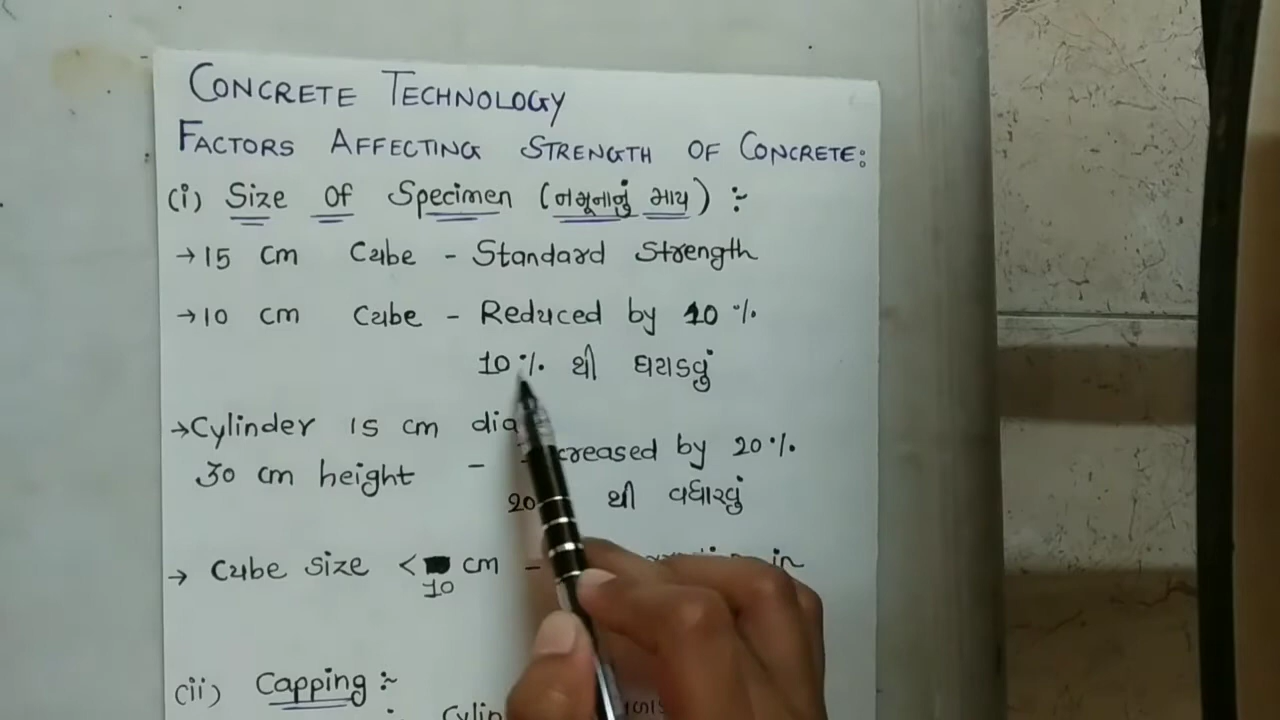 CONCRETE TECHNOLOGY
FACTORS AFFECTING STRENGTH OF CONCRETE:
(i) Size of Specimen (નમૂનાનું માપ) :-
→ 15 cm Cube - Standard Strength
→ 10 cm Cube - Reduced by 10 %
10% થી ઘટાડવું
→ Cylinder 15 cm dia
30 cm height - creased by 20%
20 થી વધારવું
→ Cube size < 10 cm - in
(ii) Capping :-